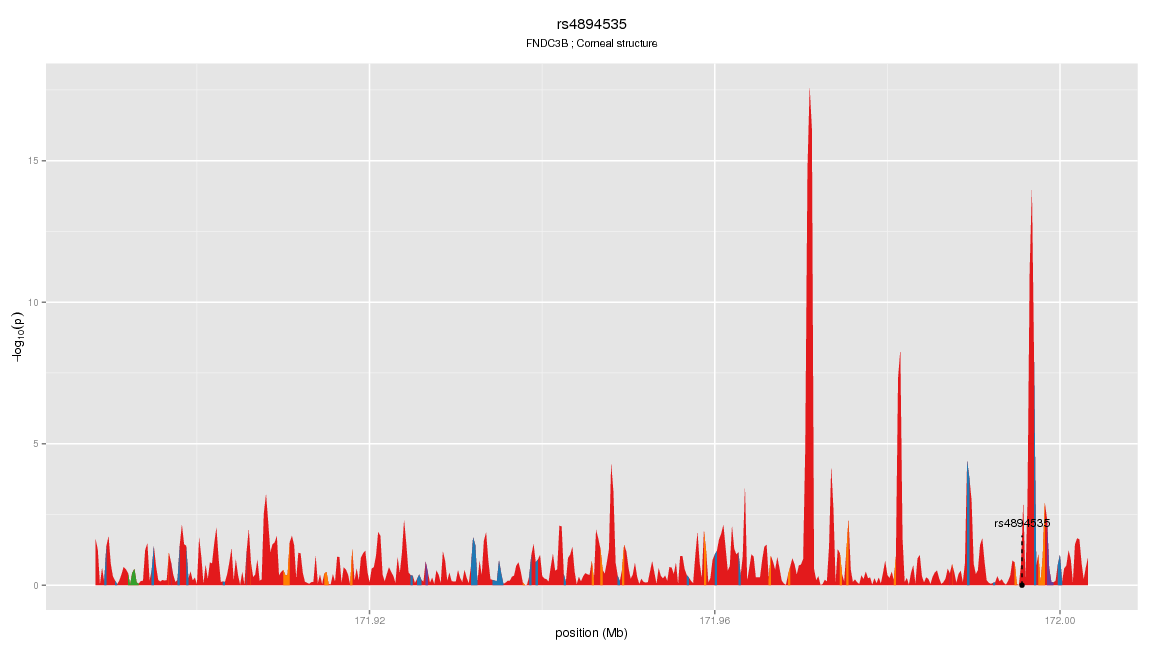 rs4894535
FNDC3B ; Corneal structure
−log10(p)
15
10
5
0
rs4894535
171.92
171.96
172.00
position (Mb)